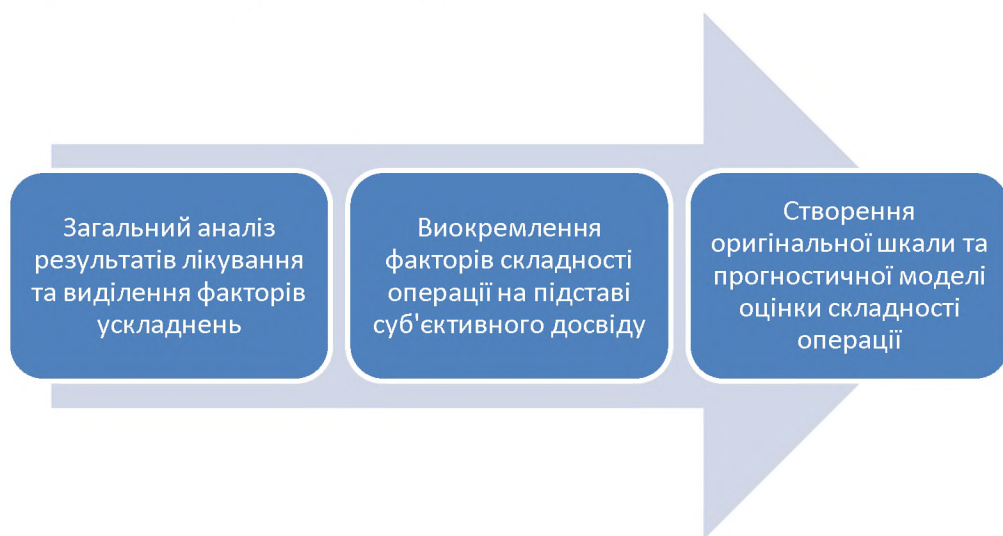 Загальний аналіз
результатів лікування
та виділення факторів
ускладнень
Виокремлення
факторів складності
операції на підставі
суб'єктивного досвіду
Створення
оригінальної шкали та
прогностичної моделі
оцінки складності
операції